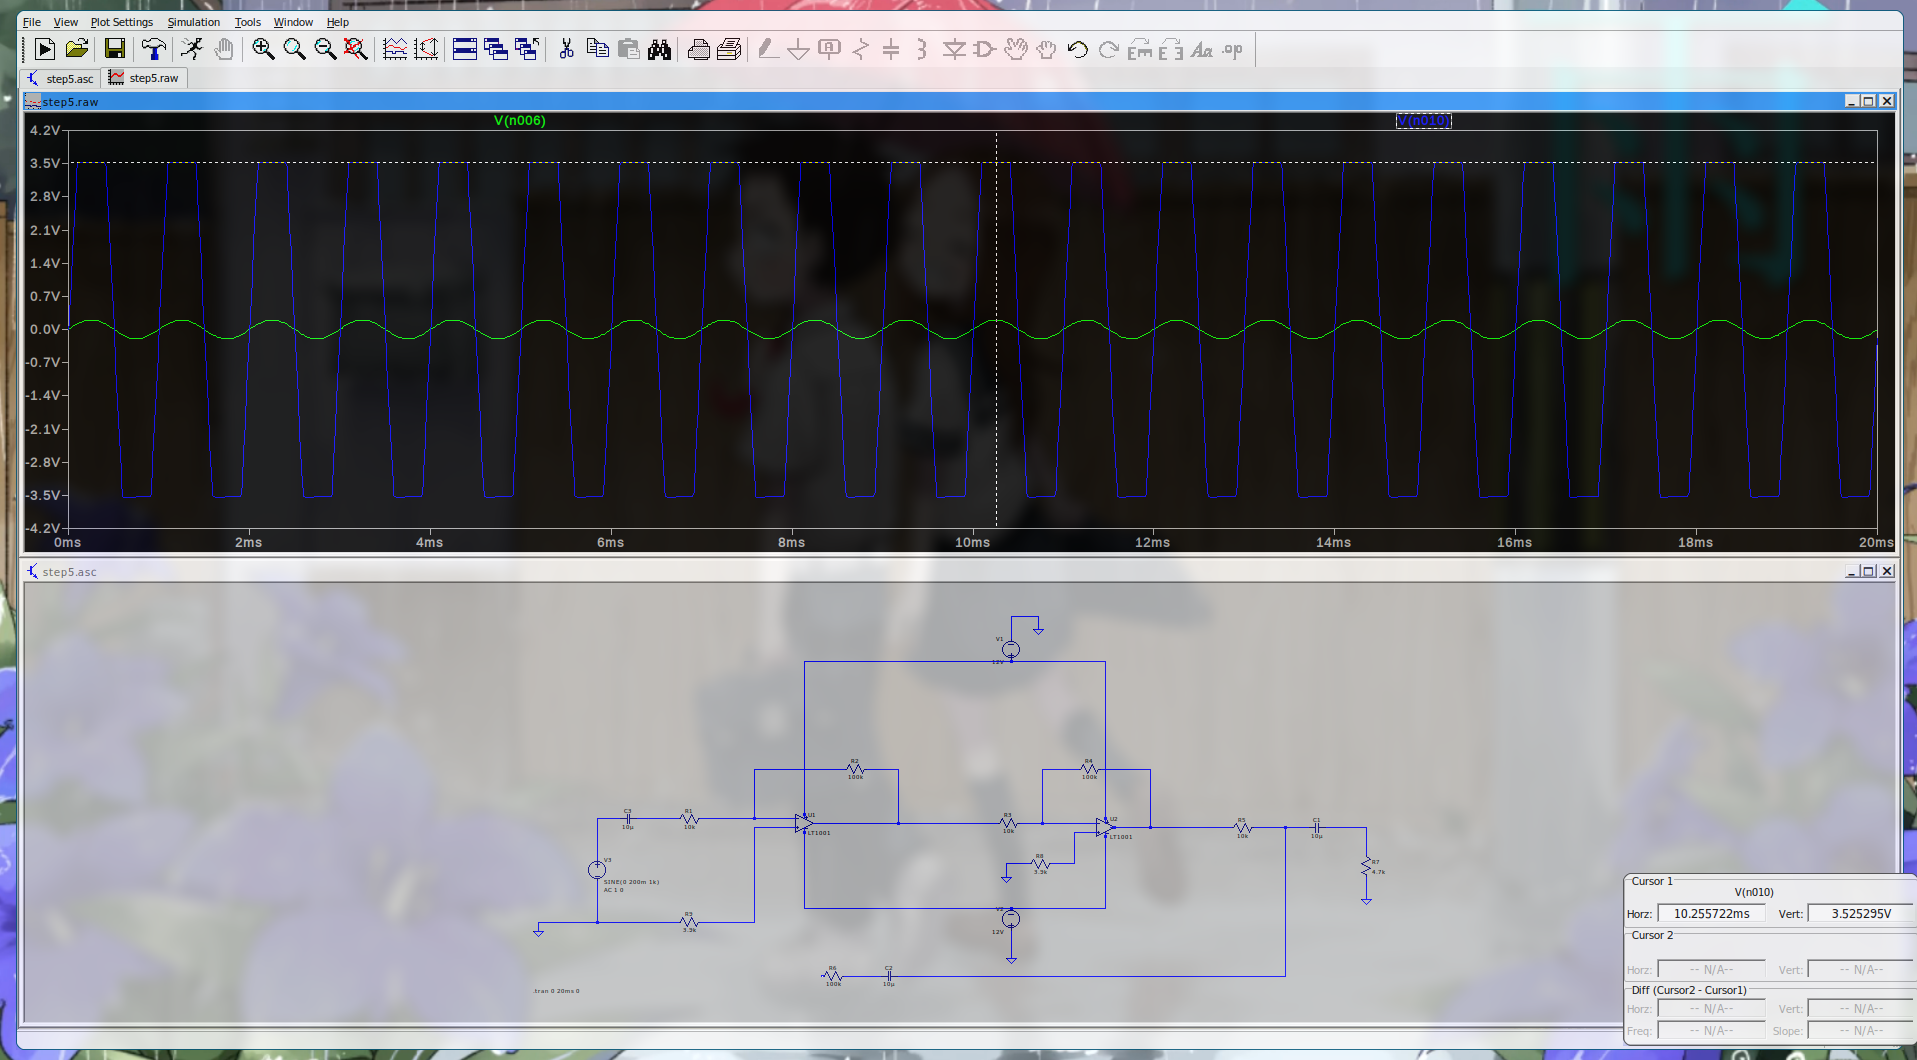 File View Plot Settings Simulation Tools Window Help
step5.asc step5.raw
step5.raw
V(n006) V(n010)
4.2V
3.5V
2.8V
2.1V
1.4V
0.7V
0.0V
-0.7V
-1.4V
-2.1V
-2.8V
-3.5V
-4.2V
0ms 2ms 4ms 6ms 8ms 10ms 12ms 14ms 16ms 18ms 20ms
step5.asc
V1
12V
R2
100k
R4
100k
C3
10µ
R1
10k
U1
LT1001
R3
10k
U2
LT1001
R5
10k
C1
10µ
V3
SINE(0 200m 1k)
AC 1 0
R8
3.3k
R7
4.7k
R9
3.3k
V2
12V
R6
100k
C2
10µ
.tran 0 20ms 0
Cursor 1
V(n010)
Horz: 10.255722ms Vert: 3.525295V
Cursor 2
Horz: -- N/A-- Vert: -- N/A--
Diff (Cursor2 - Cursor1)
Horz: -- N/A-- Vert: -- N/A--
Freq: -- N/A-- Slope: -- N/A--